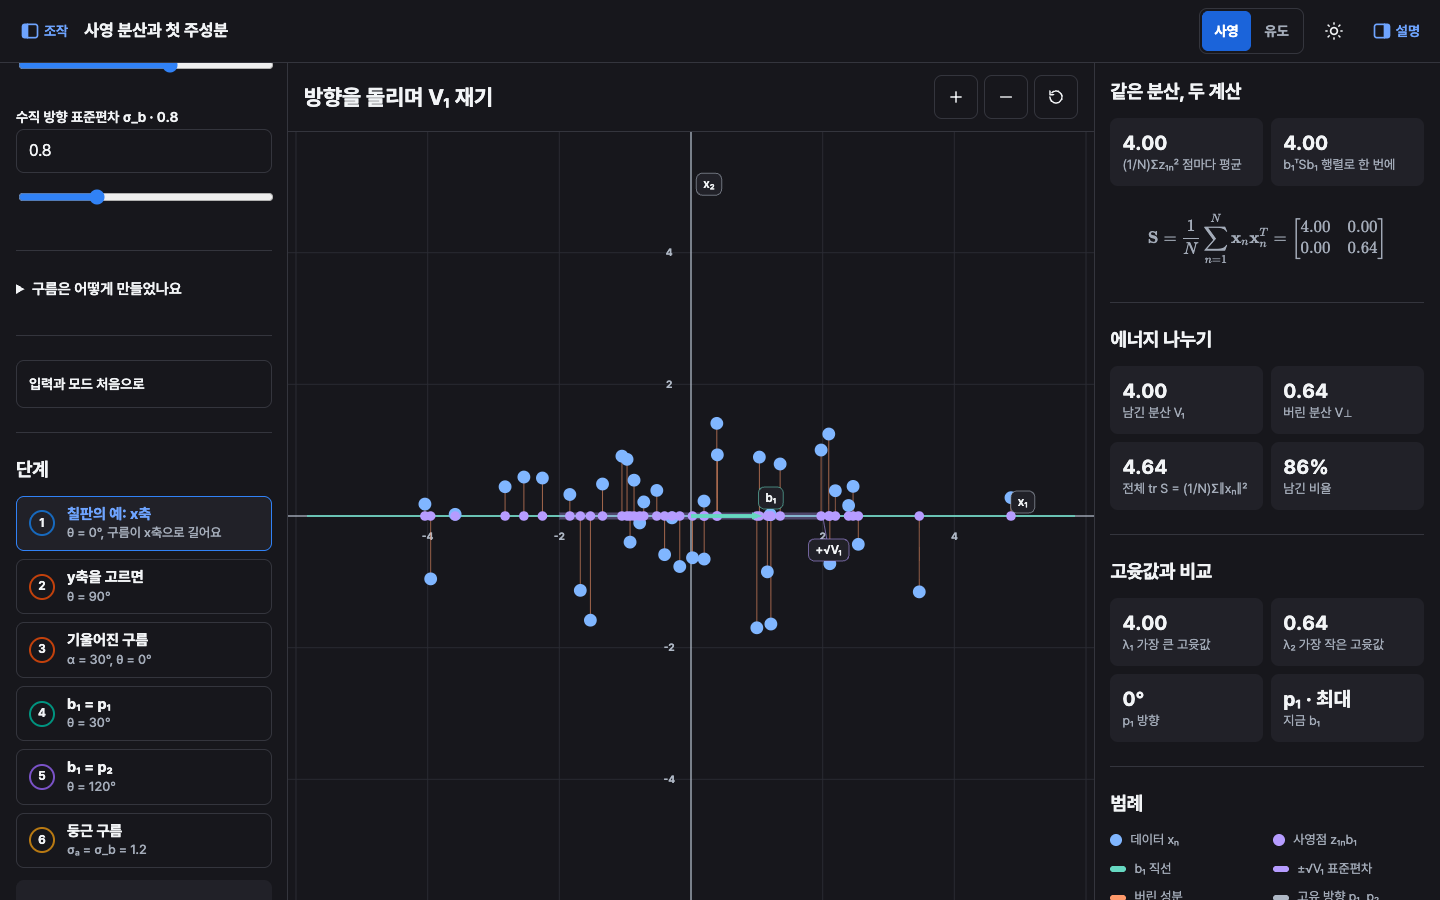 조작
사영 분산과 첫 주성분
사영
유도
설명
수직 방향 표준편차 σ_b · 0.8
0.8
▶ 구름은 어떻게 만들었나요
입력과 모드 처음으로
단계
1
칠판의 예: x축
θ = 0°, 구름이 x축으로 길어요
2
y축을 고르면
θ = 90°
3
기울어진 구름
α = 30°, θ = 0°
4
b₁ = p₁
θ = 30°
5
b₁ = p₂
θ = 120°
6
둥근 구름
σₐ = σ_b = 1.2
방향을 돌리며 V₁ 재기
+
−
x₂
4
2
b₁
x₁
-4
-2
2
4
+√V₁
-2
-4
같은 분산, 두 계산
4.00
(1/N)Σz₁ₙ² 점마다 평균
4.00
b₁ᵀSb₁ 행렬로 한 번에
S = 1/N Σ_{n=1}^{N} xₙxₙᵀ = [4.00 0.00; 0.00 0.64]
에너지 나누기
4.00
남긴 분산 V₁
0.64
버린 분산 V⊥
4.64
전체 tr S = (1/N)Σ‖xₙ‖²
86%
남긴 비율
고윳값과 비교
4.00
λ₁ 가장 큰 고윳값
0.64
λ₂ 가장 작은 고윳값
0°
p₁ 방향
p₁ · 최대
지금 b₁
범례
데이터 xₙ
사영점 z₁ₙb₁
b₁ 직선
±√V₁ 표준편차
버린 성분
고유 방향 p₁, p₂